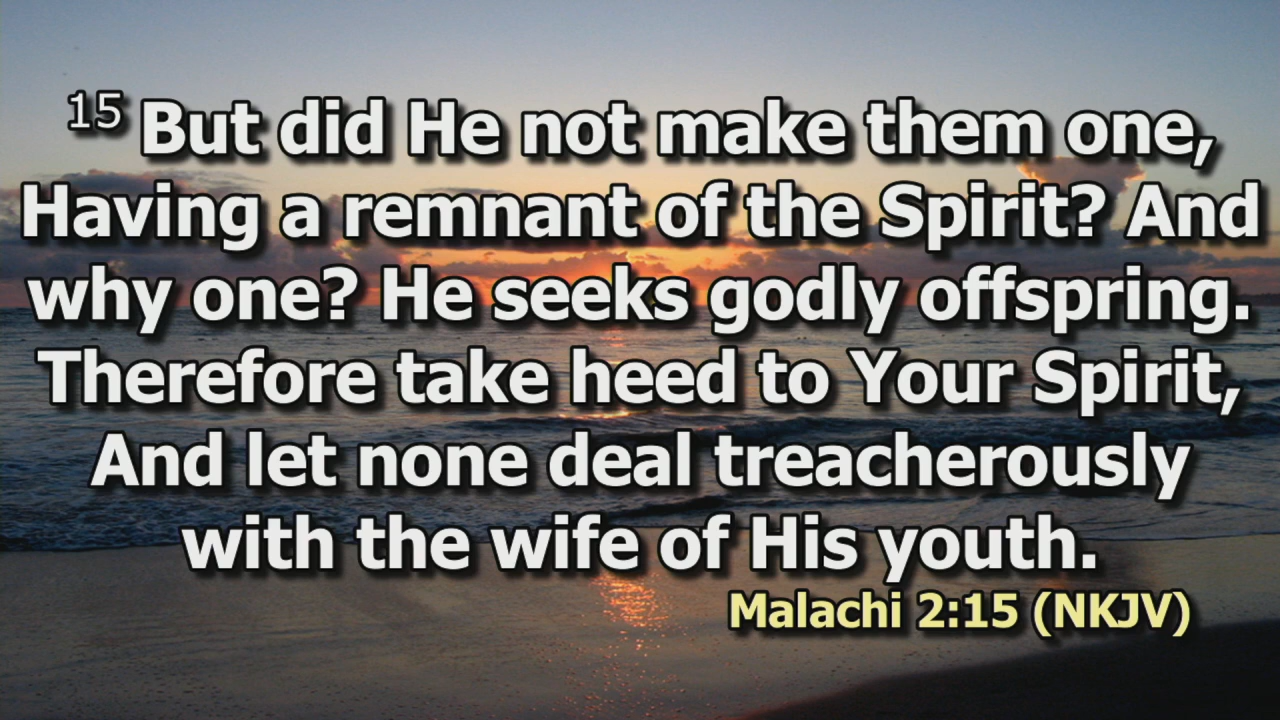 15 But did He not make them one,
Having a remnant of the Spirit? And
why one? He seeks godly offspring.
Therefore take heed to Your Spirit,
And let none deal treacherously
with the wife of His youth.
Malachi 2:15 (NKJV)